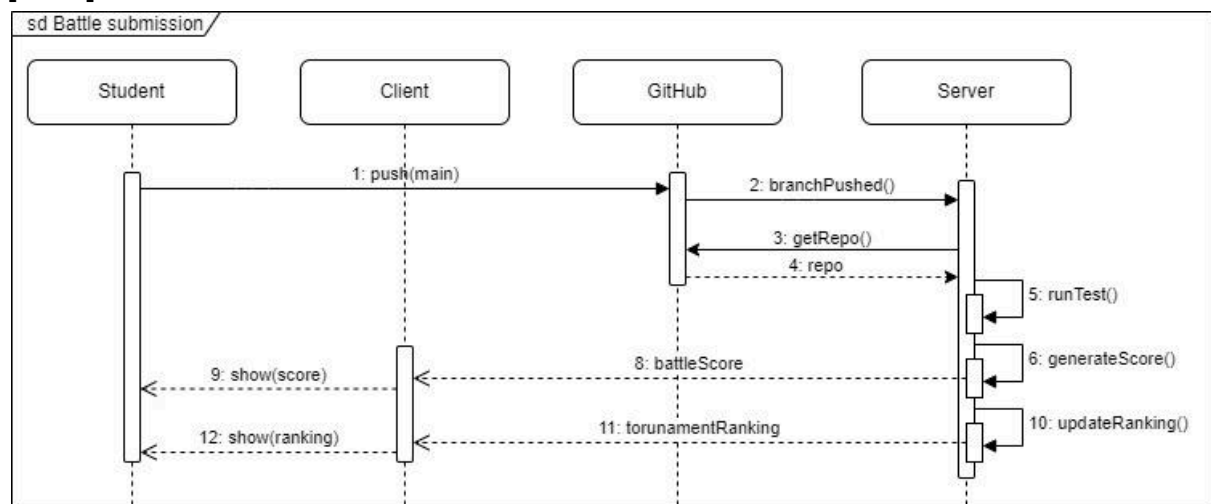 sd Battle submission
Student
Client
GitHub
Server
1: push(main)
2: branchPushed()
3: getRepo()
4: repo
5: runTest()
6: generateScore()
8: battleScore
9: show(score)
10: updateRanking()
11: torunamentRanking
12: show(ranking)